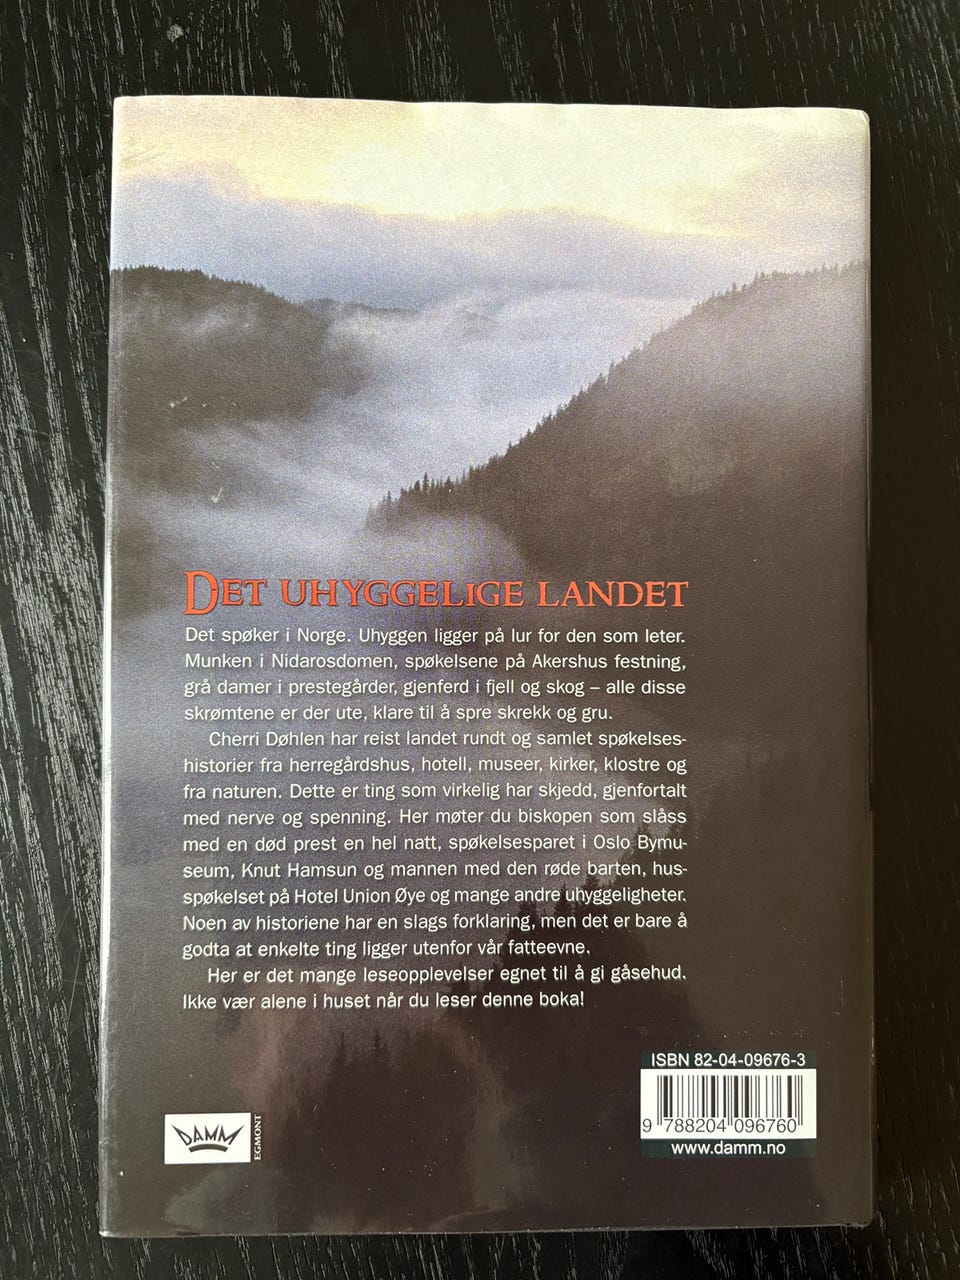 DET UHYGGELIGE LANDET
Det spøker i Norge. Uhyggen ligger på lur for den som leter.
Munken i Nidarosdomen, spøkelsene på Akershus festning,
grå damer i prestegårder, gjenferd i fjell og skog – alle disse
skrømtene er der ute, klare til å spre skrekk og gru.
Cherri Døhlen har reist landet rundt og samlet spøkelses-
historier fra herregårdshus, hotell, museer, kirker, klostre og
fra naturen. Dette er ting som virkelig har skjedd, gjenfortalt
med nerve og spenning. Her møter du biskopen som slåss
med en død prest en hel natt, spøkelsesparet i Oslo Bymu-
seum, Knut Hamsun og mannen med den røde barten, hus-
spøkelset på Hotel Union Øye og mange andre uhyggeligheter.
Noen av historiene har en slags forklaring, men det er bare å
godta at enkelte ting ligger utenfor vår fatteevne.
Her er det mange leseopplevelser egnet til å gi gåsehud.
Ikke vær alene i huset når du leser denne boka!
ISBN 82-04-09676-3
9 788204 096760
www.damm.no
DAMM
EGMONT